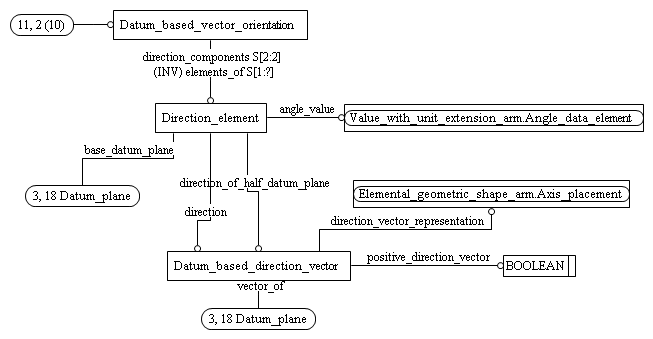 11, 2 (10)
Datum_based_vector_orientation
direction_components S[2:2]
(INV) elements_of S[1:?]
Direction_element
angle_value
Value_with_unit_extension_arm.Angle_data_element
base_datum_plane
3, 18 Datum_plane
direction_of_half_datum_plane
Elemental_geometric_shape_arm.Axis_placement
direction
direction_vector_representation
Datum_based_direction_vector
positive_direction_vector
BOOLEAN
vector_of
3, 18 Datum_plane